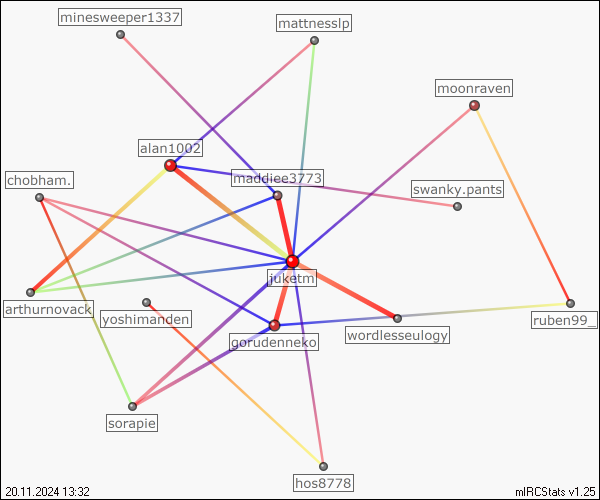 minesweeper1337
mattnesslp
moonraven
alan1002
maddiee3773
chobham.
swanky.pants
juketm
arthurnovack
yoshimanden
ruben99_
gorudenneko
wordlesseulogy
sorapie
hos8778
20.11.2024 13:32
mIRCStats v1.25